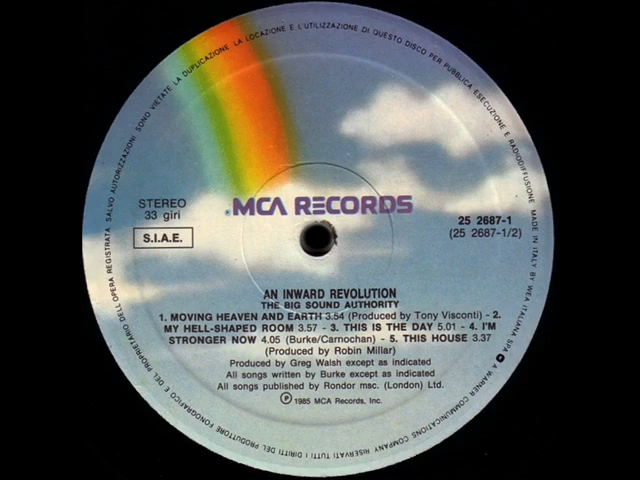 SALVO AUTORIZZAZIONI, SONO VIETATE LA DUPLICAZIONE, LA LOCAZIONE E L'UTILIZZAZIONE DI QUESTO DISCO PER PUBBLICA ESECUZIONE E RADIODIFFUSIONE MADE IN ITALY BY WEA ITALIANA SPA A WARNER COMMUNICATIONS COMPANY RISERVATI TUTTI I DIRITTI DEL PRODUTTORE FONOGRAFICO E DEL PROPRIETARIO DELL'OPERA REGISTRATA
STEREO
33 giri
S.I.A.E.
MCA RECORDS
25 2687-1
(25 2687-1/2)
AN INWARD REVOLUTION
THE BIG SOUND AUTHORITY
1. MOVING HEAVEN AND EARTH 3.54 (Produced by Tony Visconti) - 2.
MY HELL-SHAPED ROOM 3.57 - 3. THIS IS THE DAY 5.01 - 4. I'M
STRONGER NOW 4.05 (Burke/Carnochan) - 5. THIS HOUSE 3.37
(Produced by Robin Millar)
Produced by Greg Walsh except as indicated
All songs written by Burke except as indicated
All songs published by Rondor msc. (London) Ltd.
℗ 1985 MCA Records, Inc.